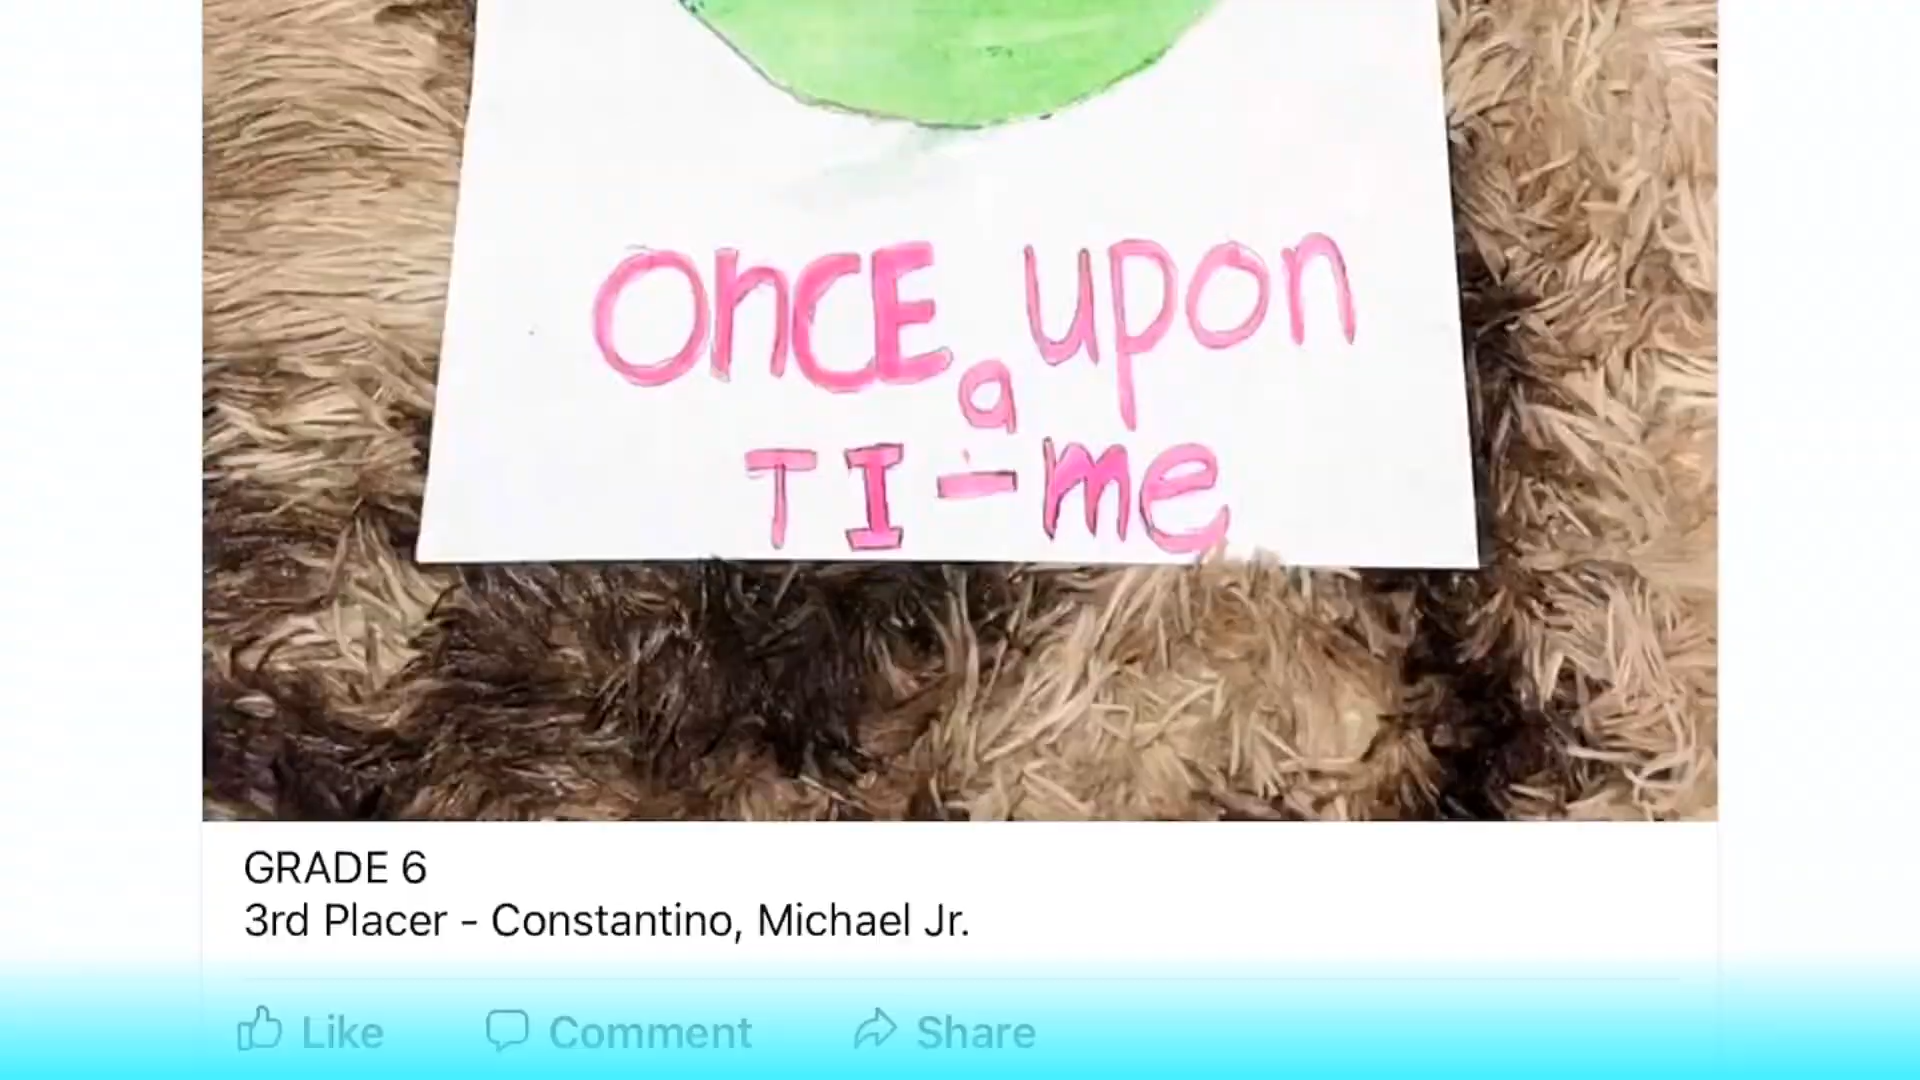 OnCE upon
a
TI-me
GRADE 6
3rd Placer - Constantino, Michael Jr.
Like Comment Share